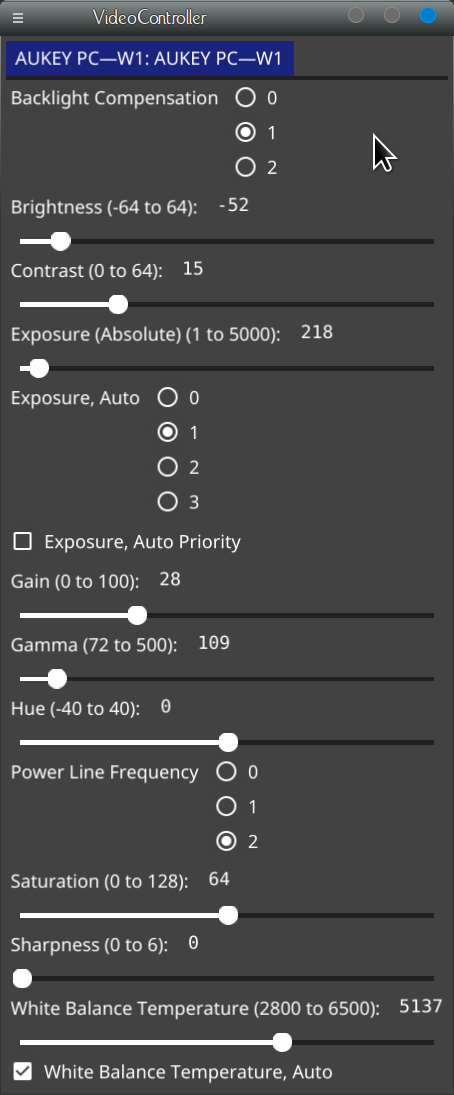 VideoController
AUKEY PC—W1: AUKEY PC—W1
Backlight Compensation 0
1
2
Brightness (-64 to 64): -52
Contrast (0 to 64): 15
Exposure (Absolute) (1 to 5000): 218
Exposure, Auto 0
1
2
3
Exposure, Auto Priority
Gain (0 to 100): 28
Gamma (72 to 500): 109
Hue (-40 to 40): 0
Power Line Frequency 0
1
2
Saturation (0 to 128): 64
Sharpness (0 to 6): 0
White Balance Temperature (2800 to 6500): 5137
White Balance Temperature, Auto